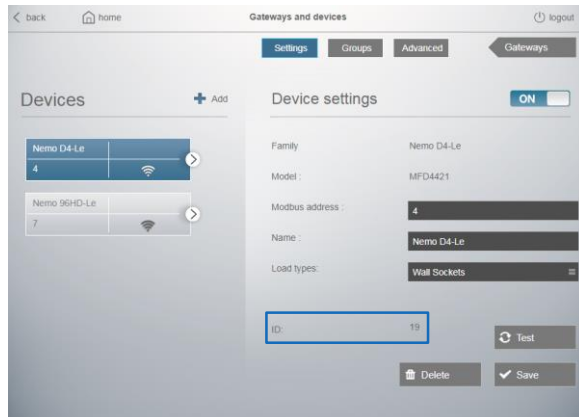 back home Gateways and devices logout
Settings Groups Advanced Gateways
Devices Add
Nemo D4-Le
4
Nemo 96HD-Le
7
Device settings ON
Family Nemo D4-Le
Model : MFD4421
Modbus address : 4
Name : Nemo D4-Le
Load types: Wall Sockets
ID: 19
Test
Delete Save